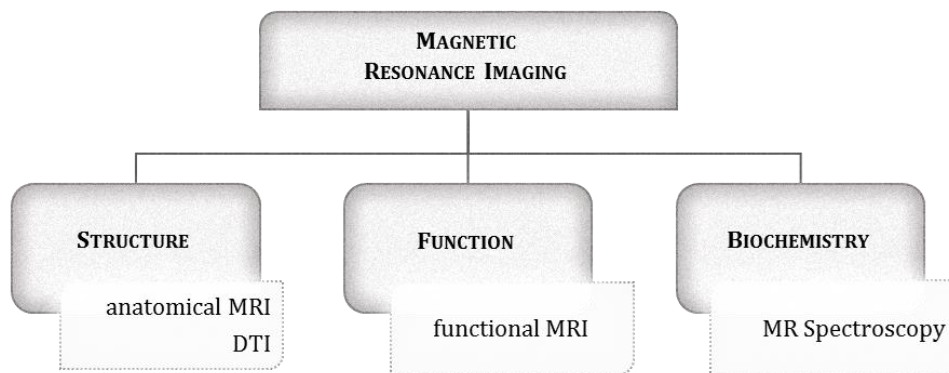 MAGNETIC
RESONANCE IMAGING
STRUCTURE
anatomical MRI
DTI
FUNCTION
functional MRI
BIOCHEMISTRY
MR Spectroscopy